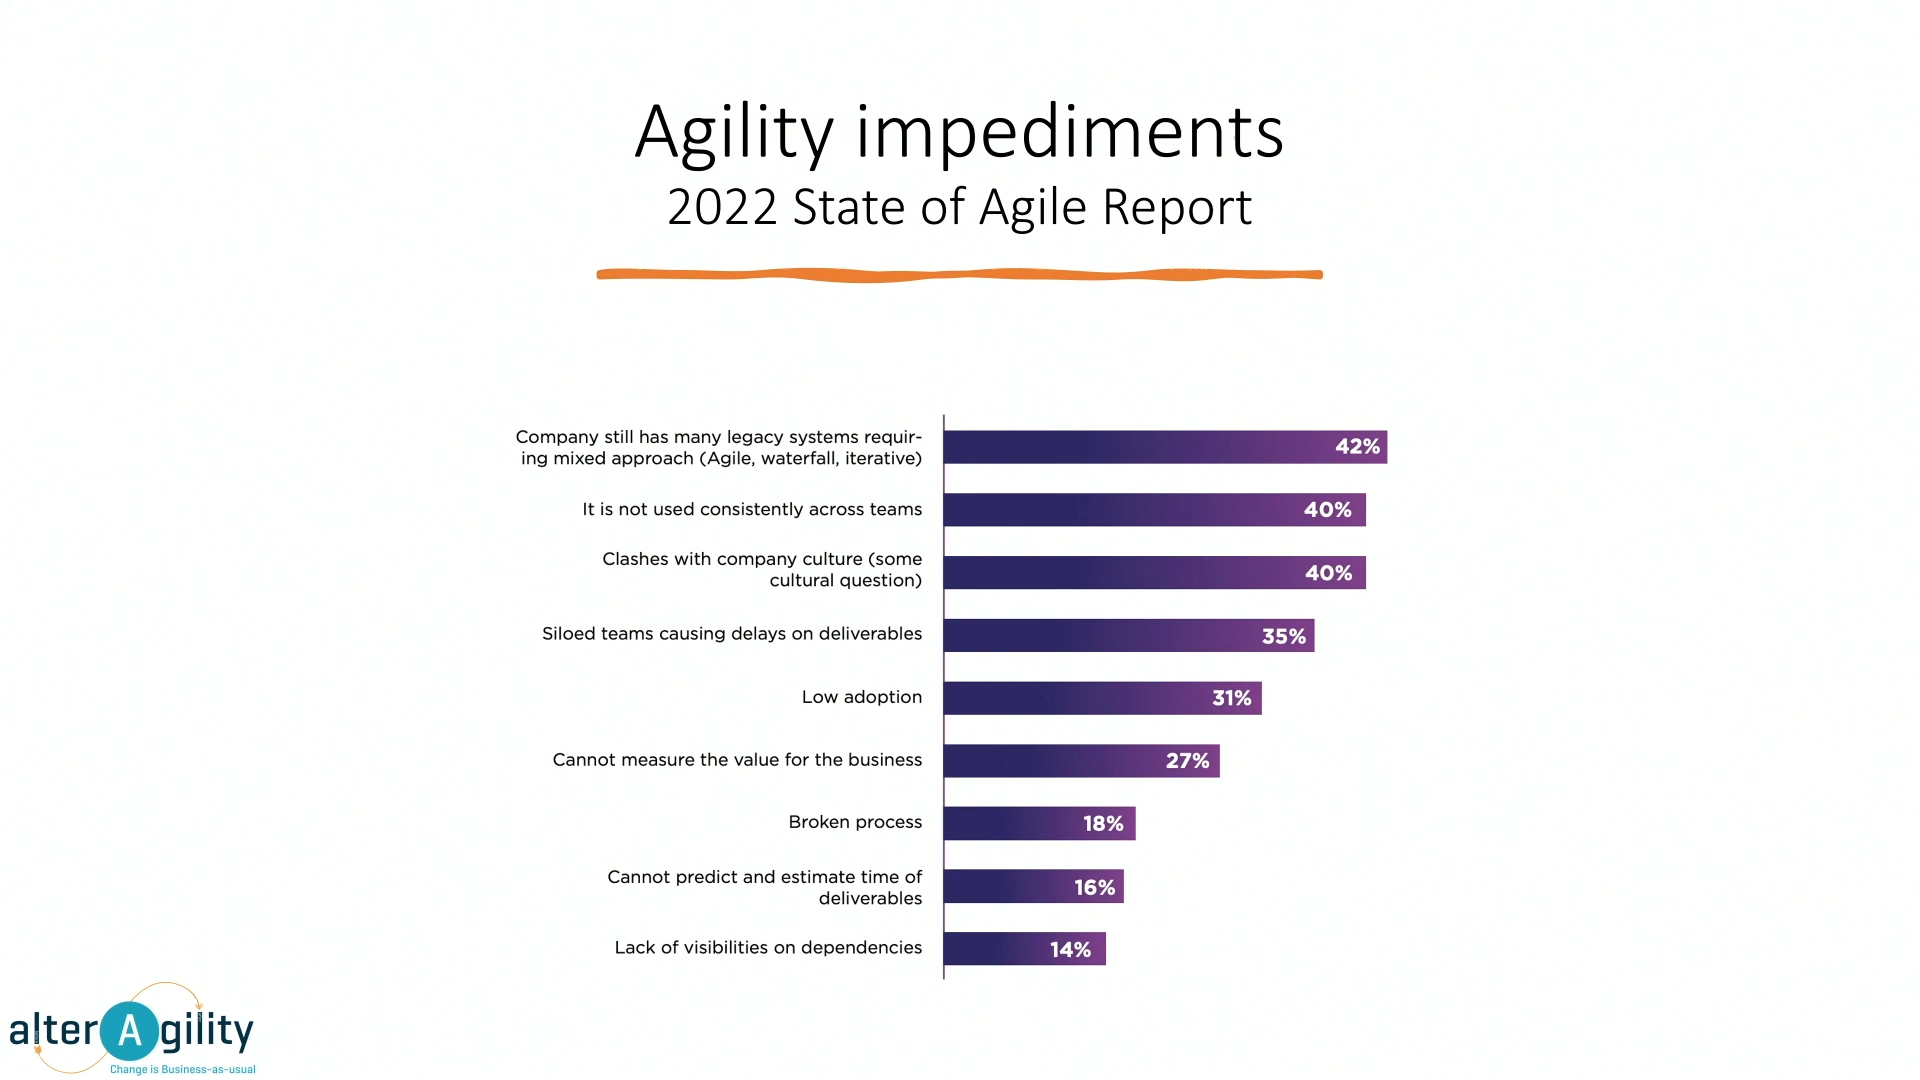 Agility impediments
2022 State of Agile Report
Company still has many legacy systems requir-
ing mixed approach (Agile, waterfall, iterative)
42%
It is not used consistently across teams
40%
Clashes with company culture (some
cultural question)
40%
Siloed teams causing delays on deliverables
35%
Low adoption
31%
Cannot measure the value for the business
27%
Broken process
18%
Cannot predict and estimate time of
deliverables
16%
Lack of visibilities on dependencies
14%
alterAgility
Change is Business-as-usual